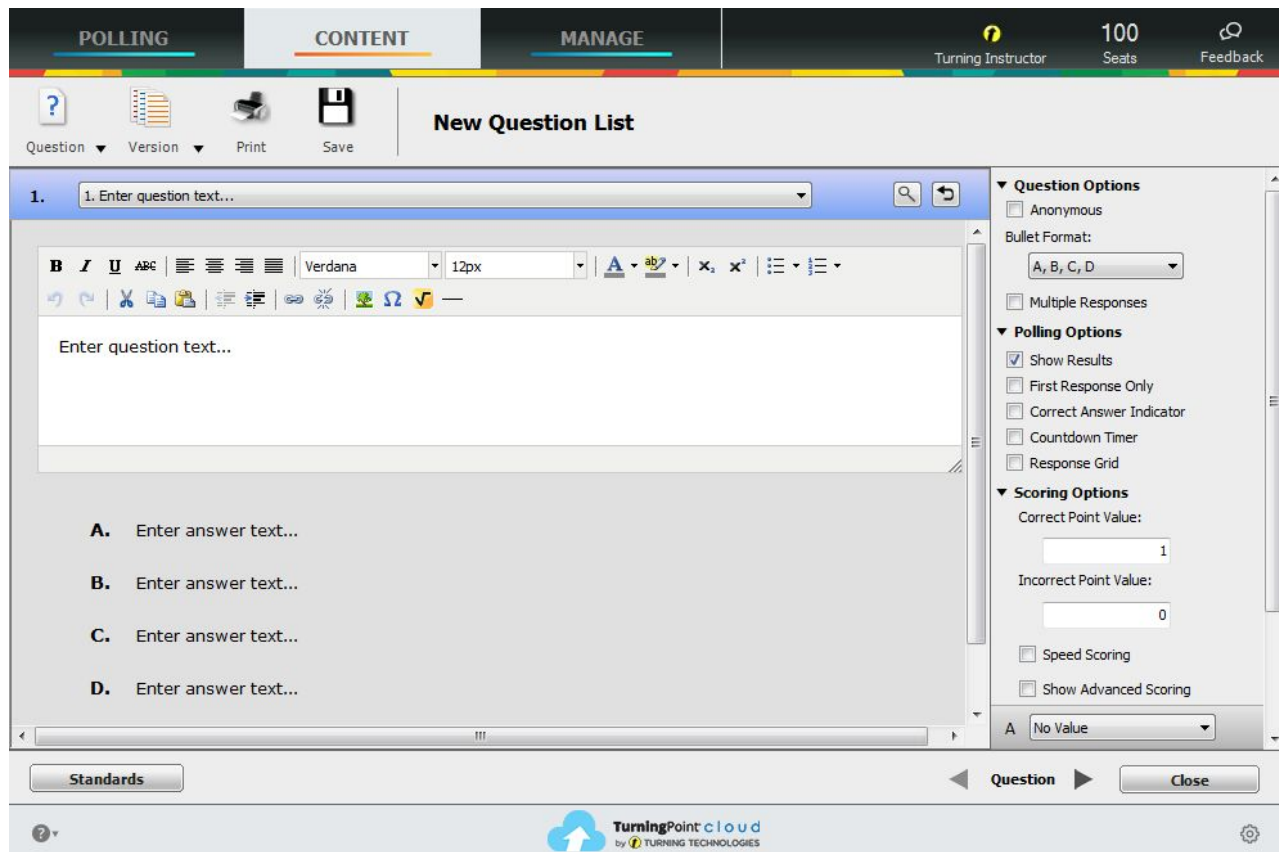 POLLING CONTENT MANAGE
Turning Instructor
100
Seats
Feedback
Question Version Print Save
New Question List
1. 1. Enter question text...
B I U ABC Verdana 12px A ab x₂ x²
Ω √
Enter question text...
A. Enter answer text...
B. Enter answer text...
C. Enter answer text...
D. Enter answer text...
Question Options
Anonymous
Bullet Format:
A, B, C, D
Multiple Responses
Polling Options
Show Results
First Response Only
Correct Answer Indicator
Countdown Timer
Response Grid
Scoring Options
Correct Point Value:
1
Incorrect Point Value:
0
Speed Scoring
Show Advanced Scoring
A No Value
Standards
Question
Close
TurningPoint cloud
by TURNING TECHNOLOGIES